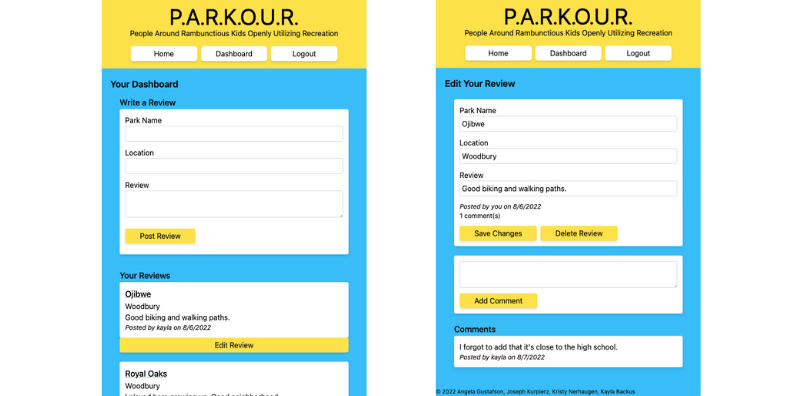 P.A.R.K.O.U.R.
People Around Rambunctious Kids Openly Utilizing Recreation
Home Dashboard Logout
Your Dashboard
Write a Review
Park Name
Location
Review
Post Review
Your Reviews
Ojibwe
Woodbury
Good biking and walking paths.
Posted by kayla on 8/6/2022
Edit Review
Royal Oaks
Woodbury
P.A.R.K.O.U.R.
People Around Rambunctious Kids Openly Utilizing Recreation
Home Dashboard Logout
Edit Your Review
Park Name
Ojibwe
Location
Woodbury
Review
Good biking and walking paths.
Posted by you on 8/6/2022
1 comment(s)
Save Changes Delete Review
Add Comment
Comments
I forgot to add that it's close to the high school.
Posted by kayla on 8/7/2022
© 2022 Angela Gustafson, Joseph Kurpierz, Kristy Nerhaugen, Kayla Backus